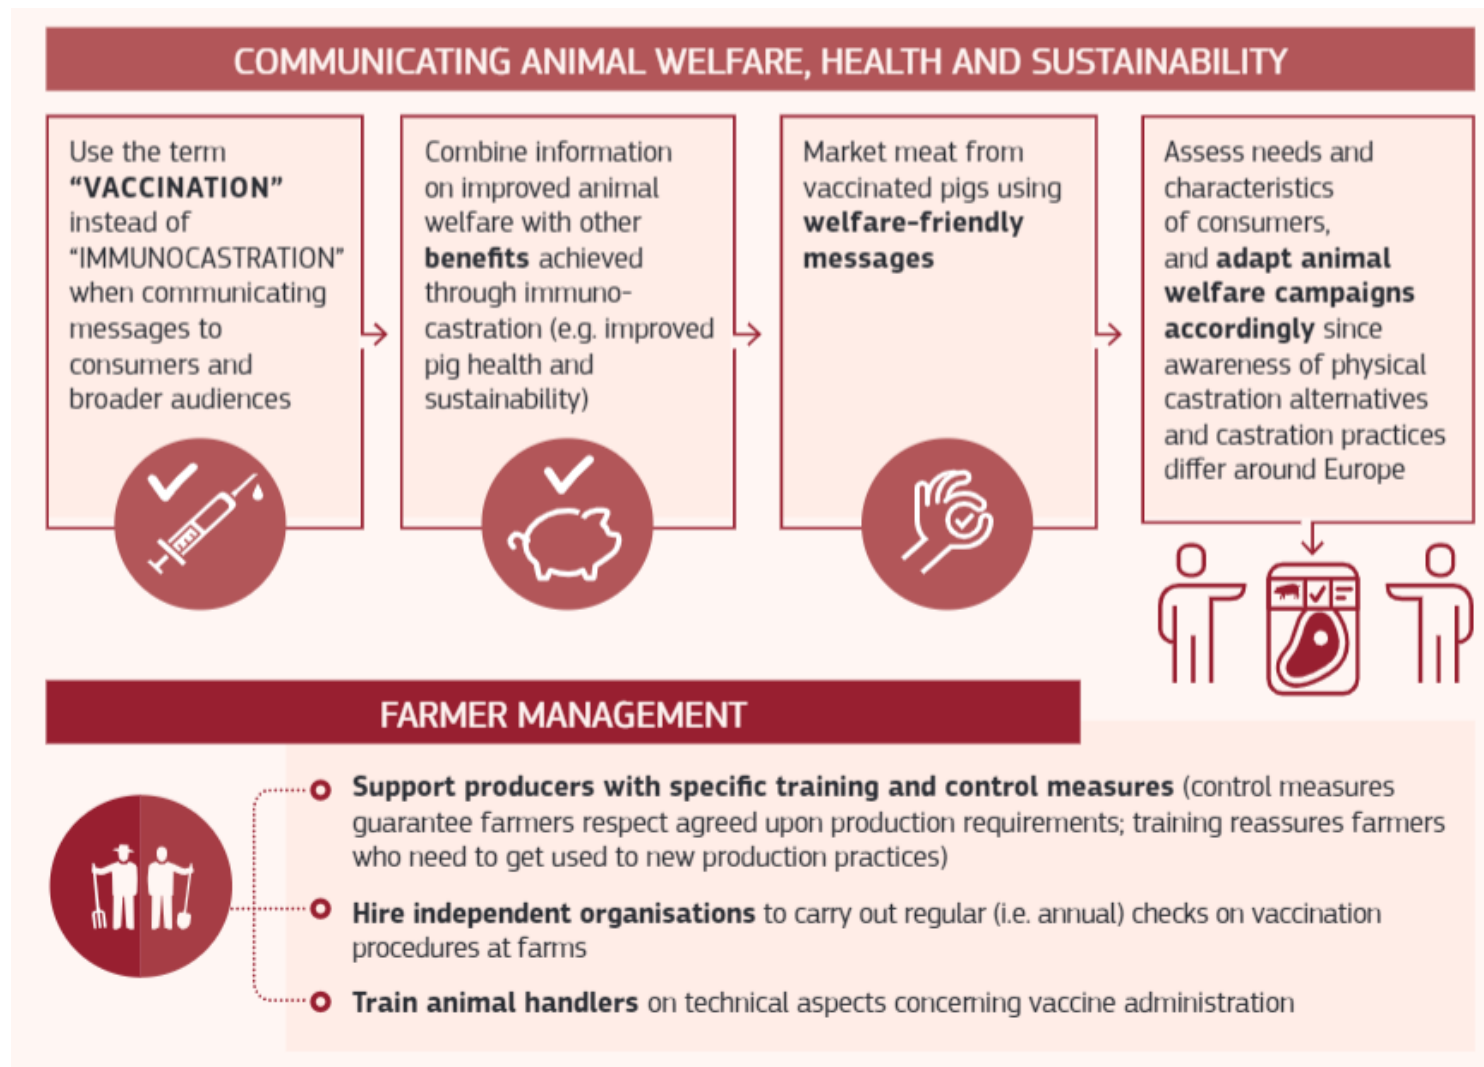 COMMUNICATING ANIMAL WELFARE, HEALTH AND SUSTAINABILITY
Use the term
“VACCINATION”
instead of
“IMMUNOCASTRATION”
when communicating
messages to
consumers and
broader audiences
Combine information
on improved animal
welfare with other
benefits achieved
through immuno-
castration (e.g. improved
pig health and
sustainability)
Market meat from
vaccinated pigs using
welfare-friendly
messages
Assess needs and
characteristics
of consumers,
and adapt animal
welfare campaigns
accordingly since
awareness of physical
castration alternatives
and castration practices
differ around Europe
FARMER MANAGEMENT
Support producers with specific training and control measures (control measures
guarantee farmers respect agreed upon production requirements; training reassures farmers
who need to get used to new production practices)
Hire independent organisations to carry out regular (i.e. annual) checks on vaccination
procedures at farms
Train animal handlers on technical aspects concerning vaccine administration